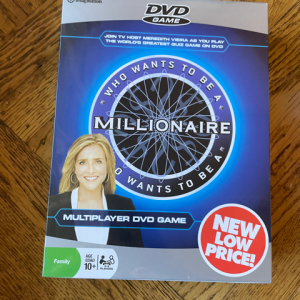 imagination
DVD
GAME
JOIN TV HOST MEREDITH VIEIRA AS YOU PLAY
THE WORLD'S GREATEST QUIZ GAME ON DVD
WHO WANTS TO BE A
MILLIONAIRE
WHO WANTS TO BE A
MULTIPLAYER DVD GAME
NEW
LOW
PRICE!
Family
10+